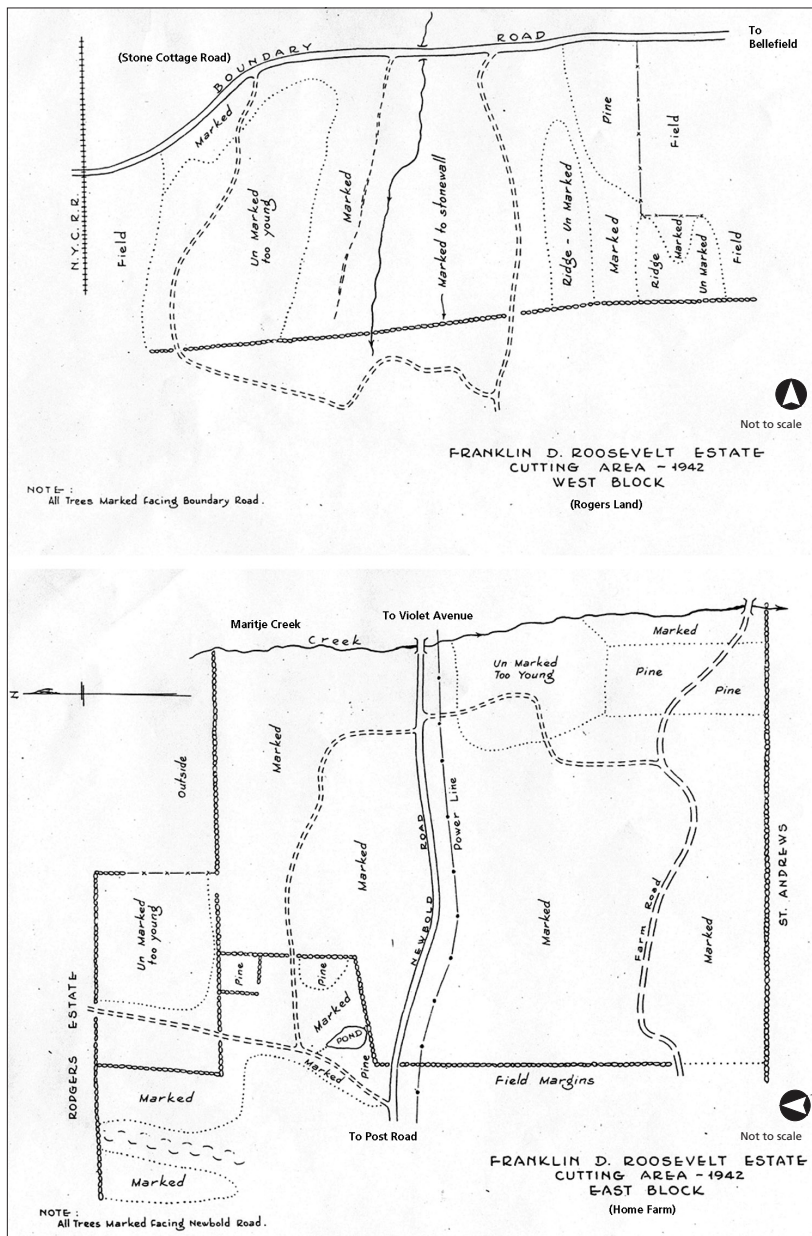 (Stone Cottage Road)
BOUNDARY ROAD
To
Bellefield
N.Y.C.R.R.
Field
Marked
Un Marked
too young
Marked
Marked to stonewall
Ridge - Un Marked
Marked
Pine
Field
Ridge
Marked
Un Marked
Field
Not to scale
FRANKLIN D. ROOSEVELT ESTATE
CUTTING AREA - 1942
WEST BLOCK
(Rogers Land)
NOTE:
All Trees Marked facing Boundary Road.
Maritje Creek
Creek
To Violet Avenue
N
Outside
Marked
Un Marked
Too Young
Marked
Pine
Pine
Marked
NEWBOLD ROAD
Power Line
Marked
Farm Road
Marked
ST. ANDREWS
Un Marked
too young
RODGERS ESTATE
Pine
Pine
Marked
POND
Pine
Marked
Marked
Marked
Field Margins
To Post Road
Not to scale
FRANKLIN D. ROOSEVELT ESTATE
CUTTING AREA - 1942
EAST BLOCK
(Home Farm)
NOTE:
All Trees Marked facing Newbold Road.